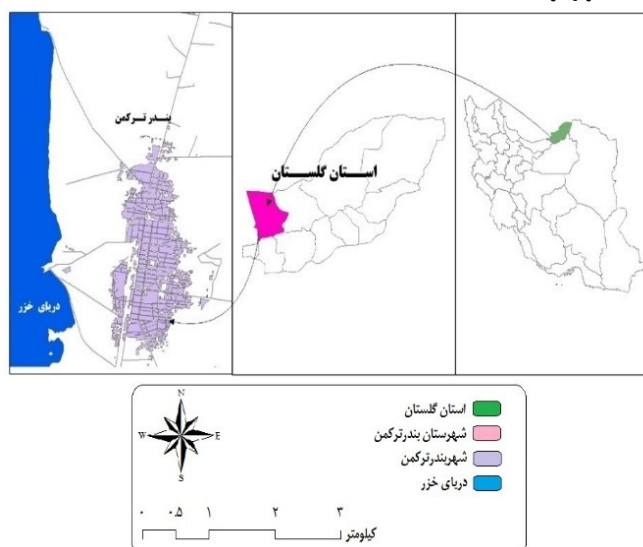 بندر ترکمن
استان گلستان
دریای خزر
استان گلستان
شهرستان بندرترکمن
شهربندرترکمن
دریای خزر
N
W E
S
۰ ۰.۵ ۱ ۲ ۳
کیلومتر